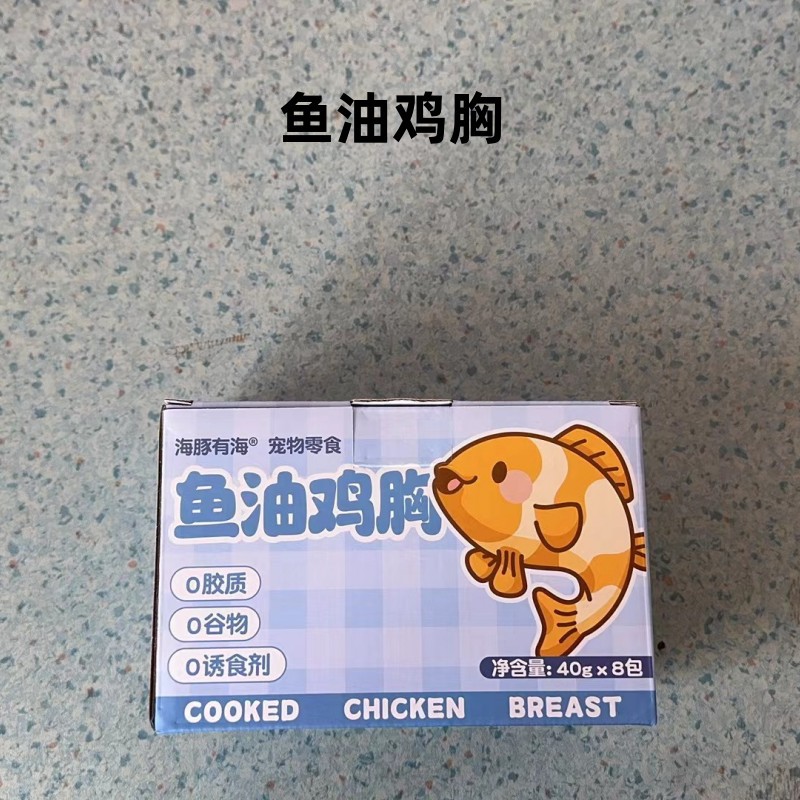 鱼油鸡胸
海豚有海® 宠物零食
鱼油鸡胸
0胶质
0谷物
0诱食剂
净含量: 40g x 8包
COOKED CHICKEN BREAST